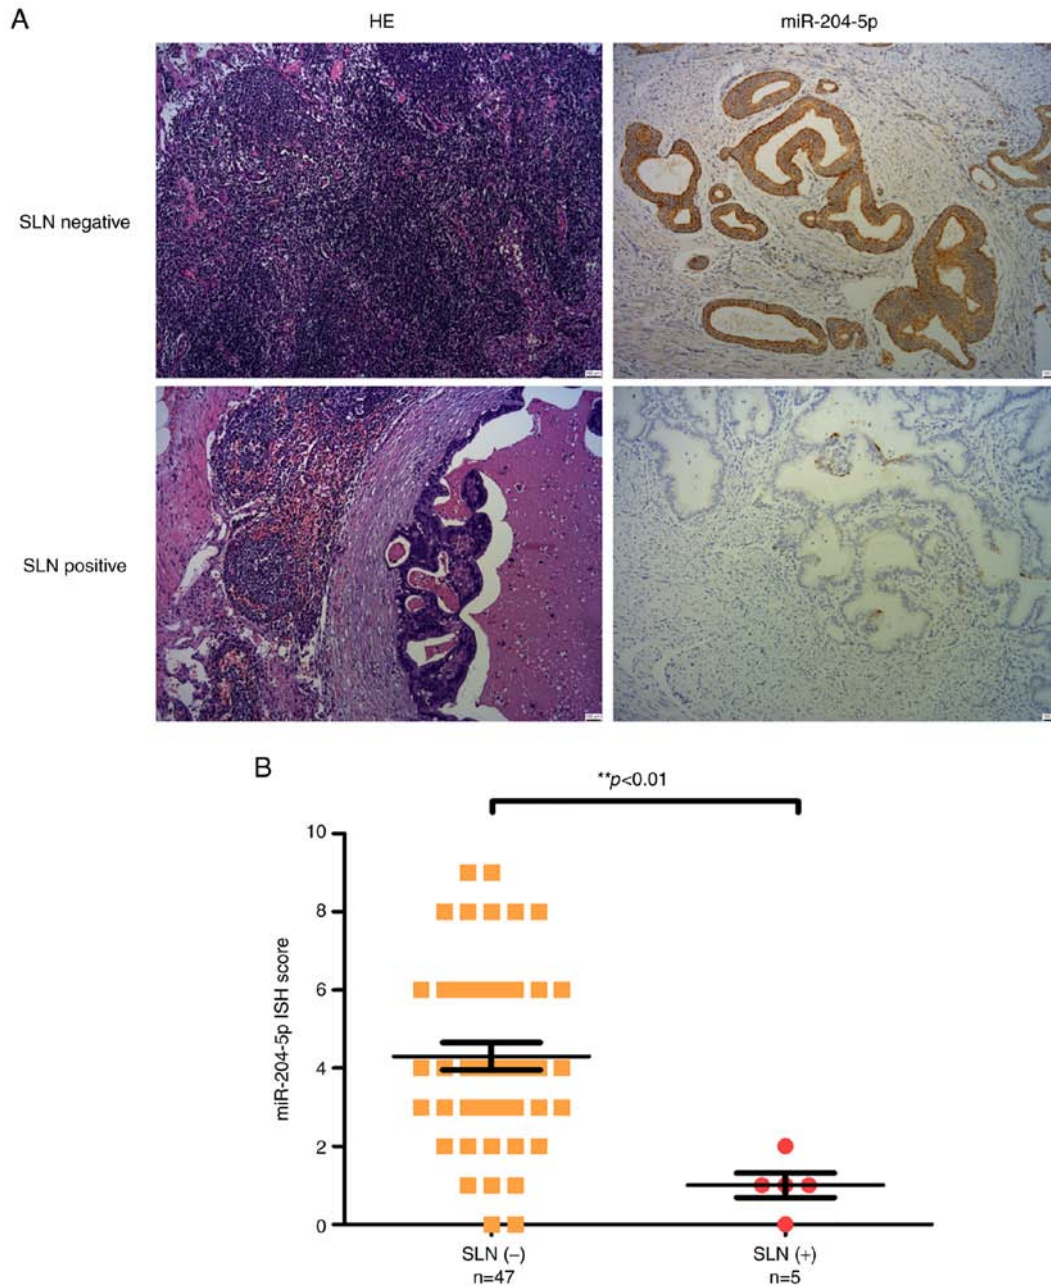 A
HE
miR-204-5p
SLN negative
SLN positive
B
**p<0.01
10
8
6
4
2
0
miR-204-5p ISH score
SLN (–)
n=47
SLN (+)
n=5